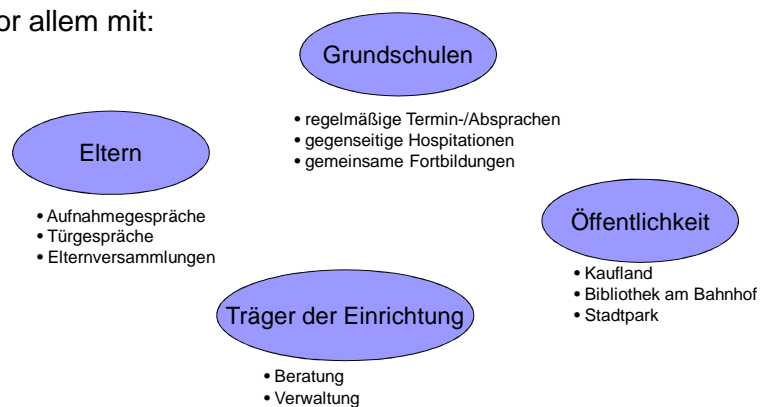 or allem mit:
Grundschulen
• regelmäßige Termin-/Absprachen
• gegenseitige Hospitationen
• gemeinsame Fortbildungen
Eltern
• Aufnahmegespräche
• Türgespräche
• Elternversammlungen
Öffentlichkeit
• Kaufland
• Bibliothek am Bahnhof
• Stadtpark
Träger der Einrichtung
• Beratung
• Verwaltung